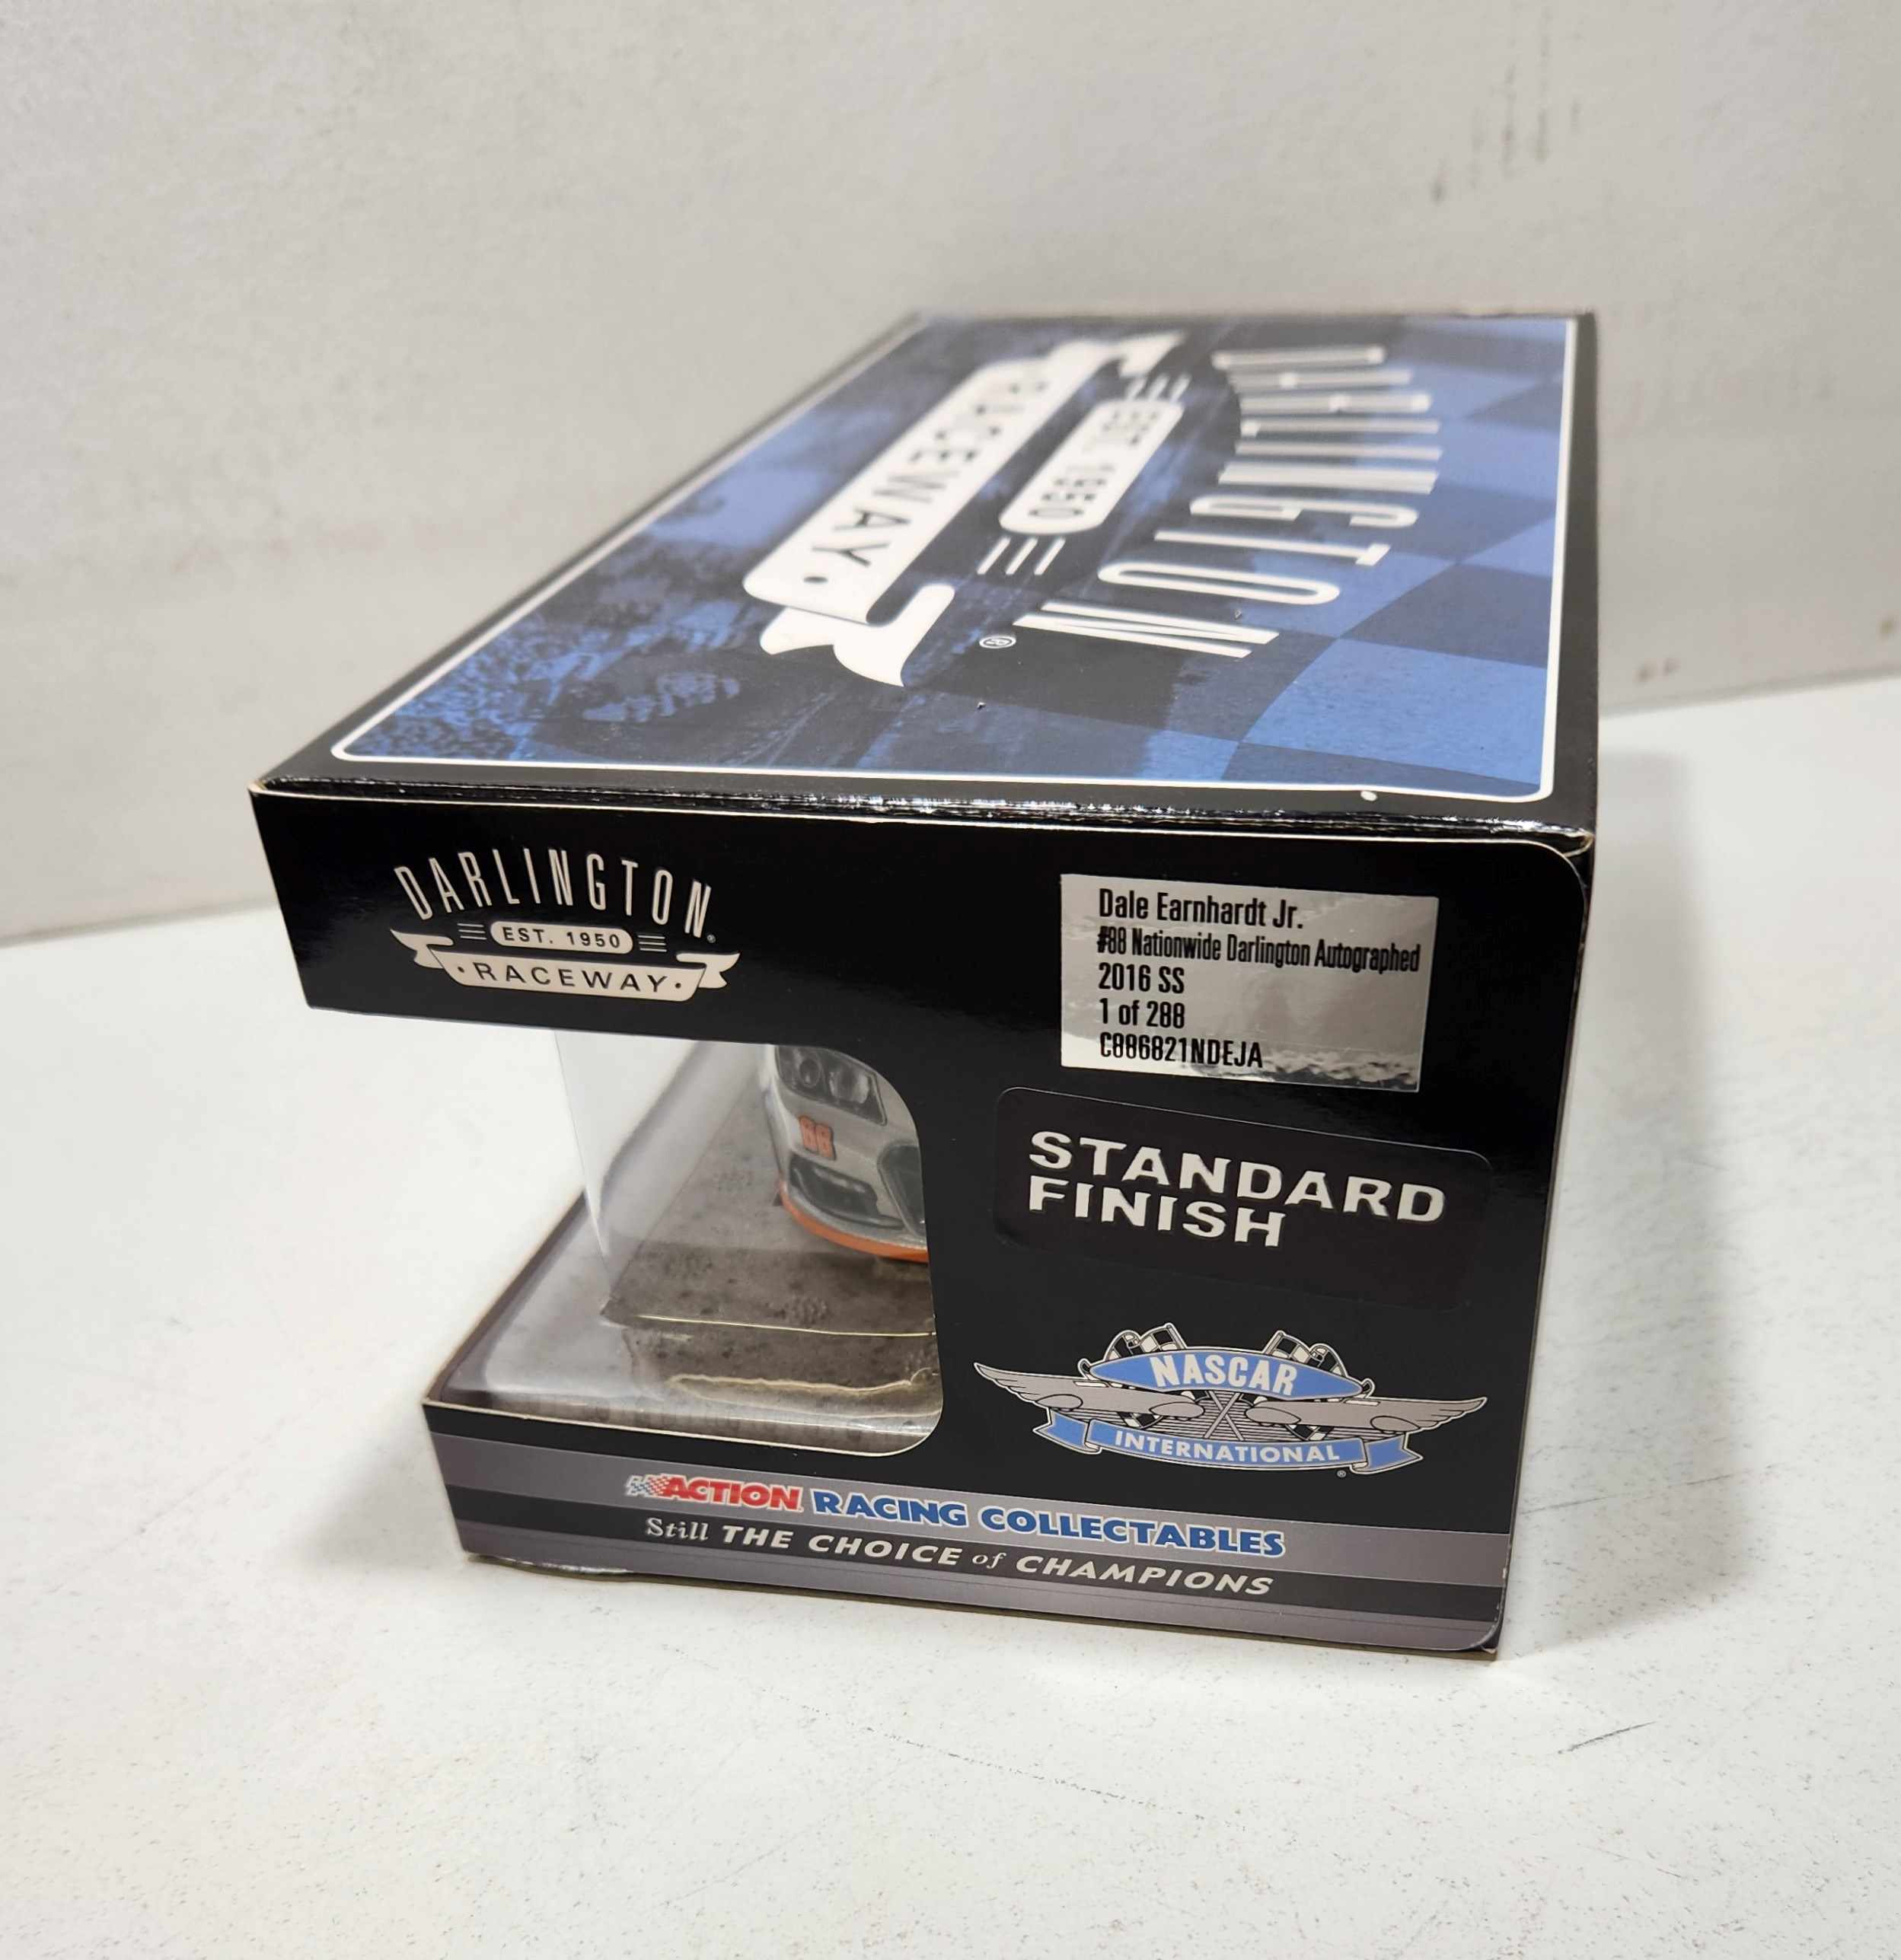 DARLINGTON®
EST. 1950
RACEWAY
DARLINGTON
EST. 1950
RACEWAY
Dale Earnhardt Jr.
#88 Nationwide Darlington Autographed
2016 SS
1 of 288
C886821NDEJA
88
STANDARD
FINISH
NASCAR
INTERNATIONAL
ACTION RACING COLLECTABLES
Still THE CHOICE of CHAMPIONS